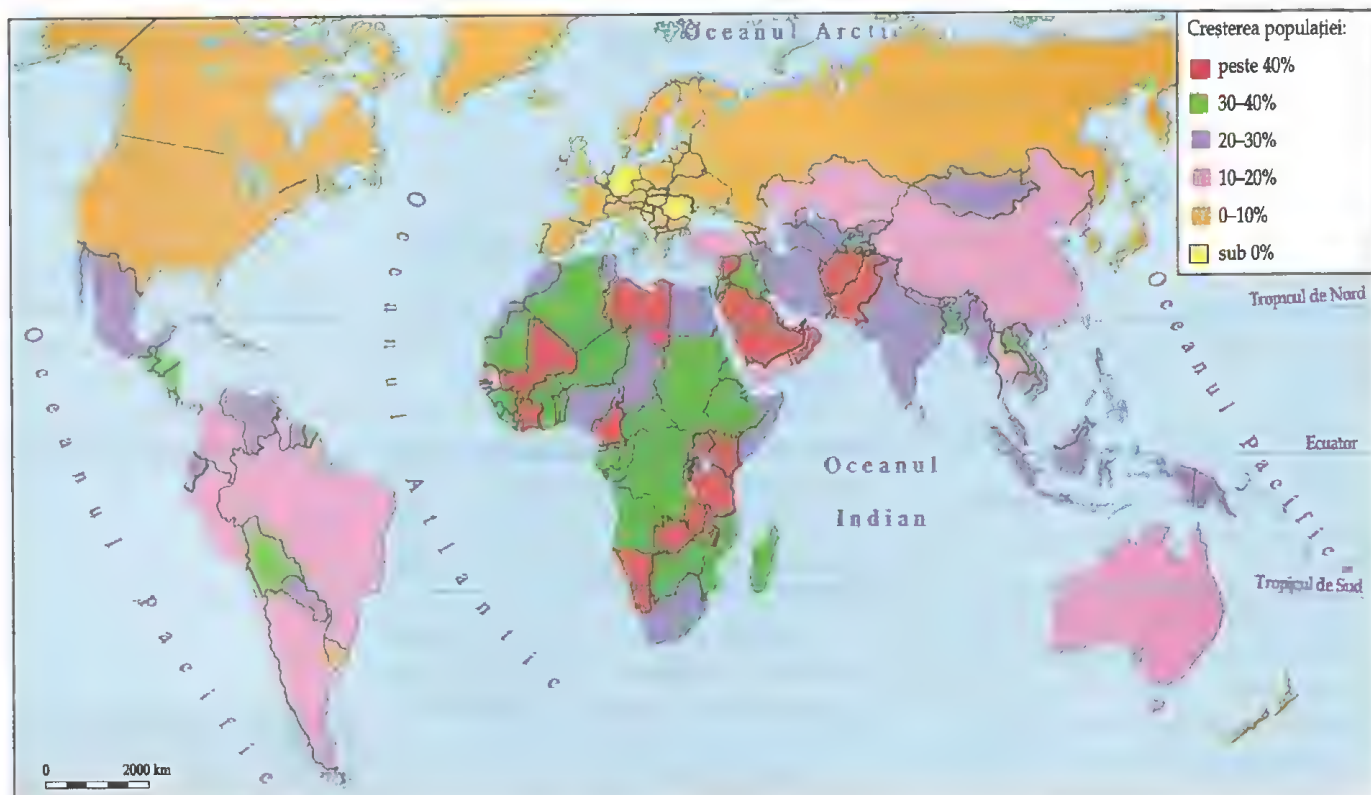 Oceanul Arctic
Creșterea populației:
peste 40%
30–40%
20–30%
10–20%
0–10%
sub 0%
Oceanul Pacific
Oceanul Atlantic
Oceanul
Indian
Oceanul Pacific
Tropicul de Nord
Ecuator
Tropicul de Sud
0 2000 km